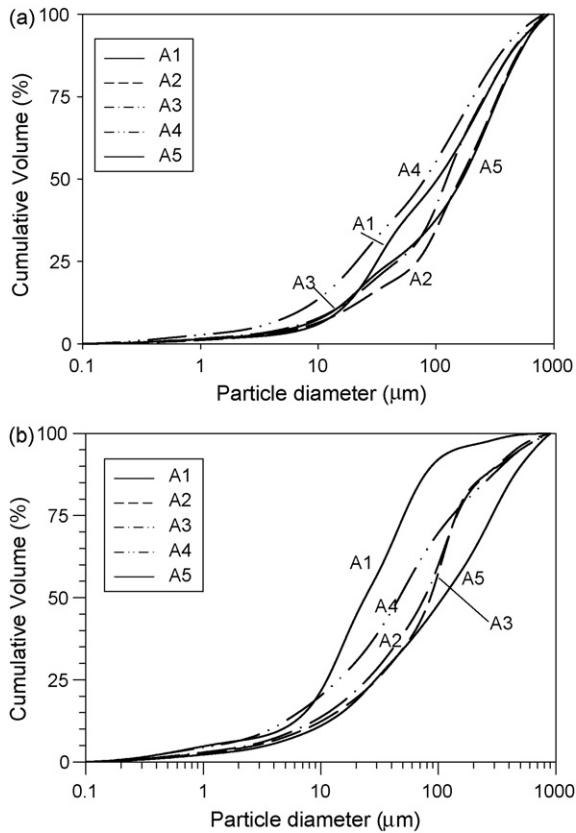 (a)
100
75
50
25
0
Cumulative Volume (%)
A1
A2
A3
A4
A5
A4
A1
A5
A3
A2
0.1 1 10 100 1000
Particle diameter (μm)
(b)
100
75
50
25
0
Cumulative Volume (%)
A1
A2
A3
A4
A5
A1
A4
A5
A2
A3
0.1 1 10 100 1000
Particle diameter (μm)